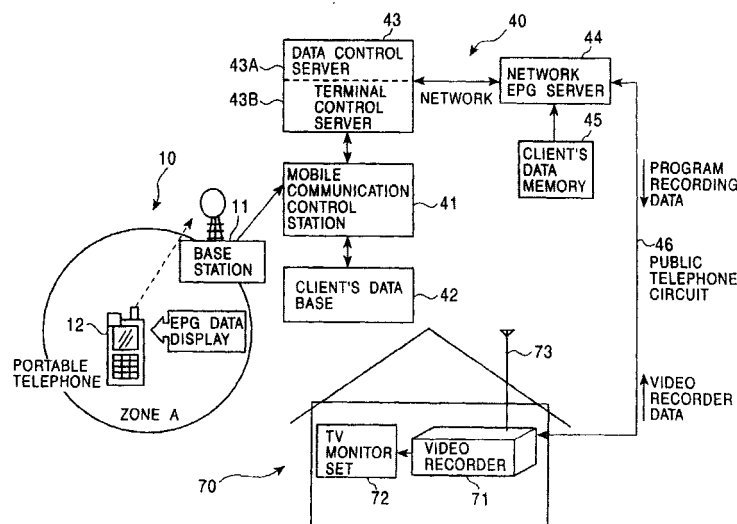 43
40
44
43A
DATA CONTROL
SERVER
43B
TERMINAL
CONTROL
SERVER
NETWORK
NETWORK
EPG SERVER
45
CLIENT'S
DATA
MEMORY
PROGRAM
RECORDING
DATA
46
PUBLIC
TELEPHONE
CIRCUIT
VIDEO
RECORDER
DATA
10
11
MOBILE
COMMUNICATION
CONTROL
STATION
41
BASE
STATION
CLIENT'S DATA
BASE
42
12
EPG DATA
DISPLAY
PORTABLE
TELEPHONE
ZONE A
73
TV
MONITOR
SET
VIDEO
RECORDER
70
72
71